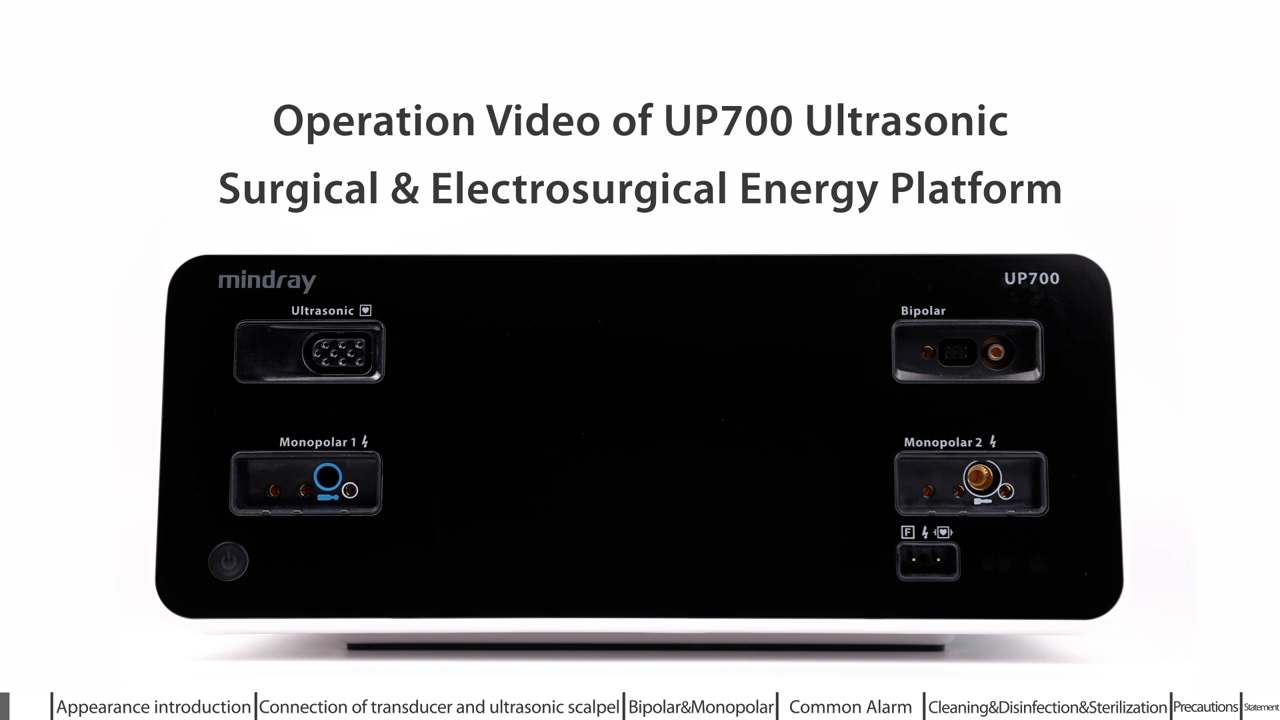 Operation Video of UP700 Ultrasonic
Surgical & Electrosurgical Energy Platform
mindray
UP700
Ultrasonic
Bipolar
Monopolar 1
Monopolar 2
F
Appearance introduction
Connection of transducer and ultrasonic scalpel
Bipolar&Monopolar
Common Alarm
Cleaning&Disinfection&Sterilization
Precautions
Statement